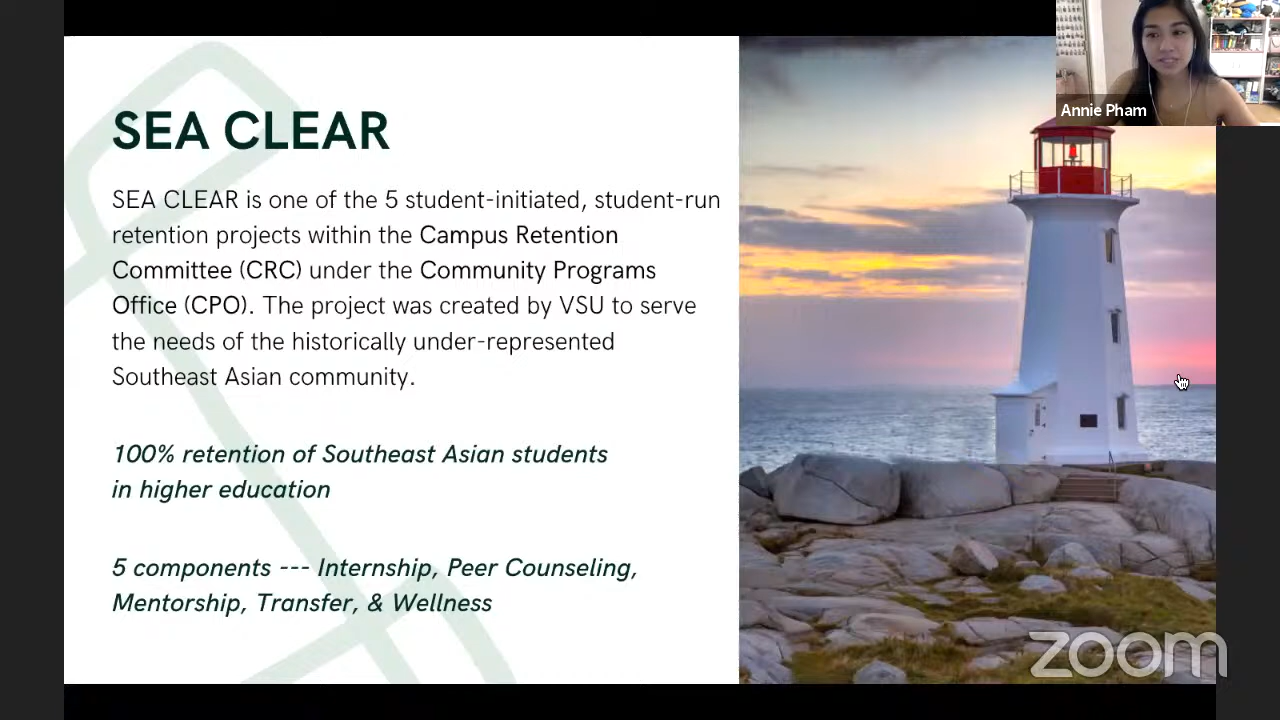 Annie Pham
SEA CLEAR
SEA CLEAR is one of the 5 student-initiated, student-run
retention projects within the Campus Retention
Committee (CRC) under the Community Programs
Office (CPO). The project was created by VSU to serve
the needs of the historically under-represented
Southeast Asian community.
100% retention of Southeast Asian students
in higher education
5 components --- Internship, Peer Counseling,
Mentorship, Transfer, & Wellness
zoom